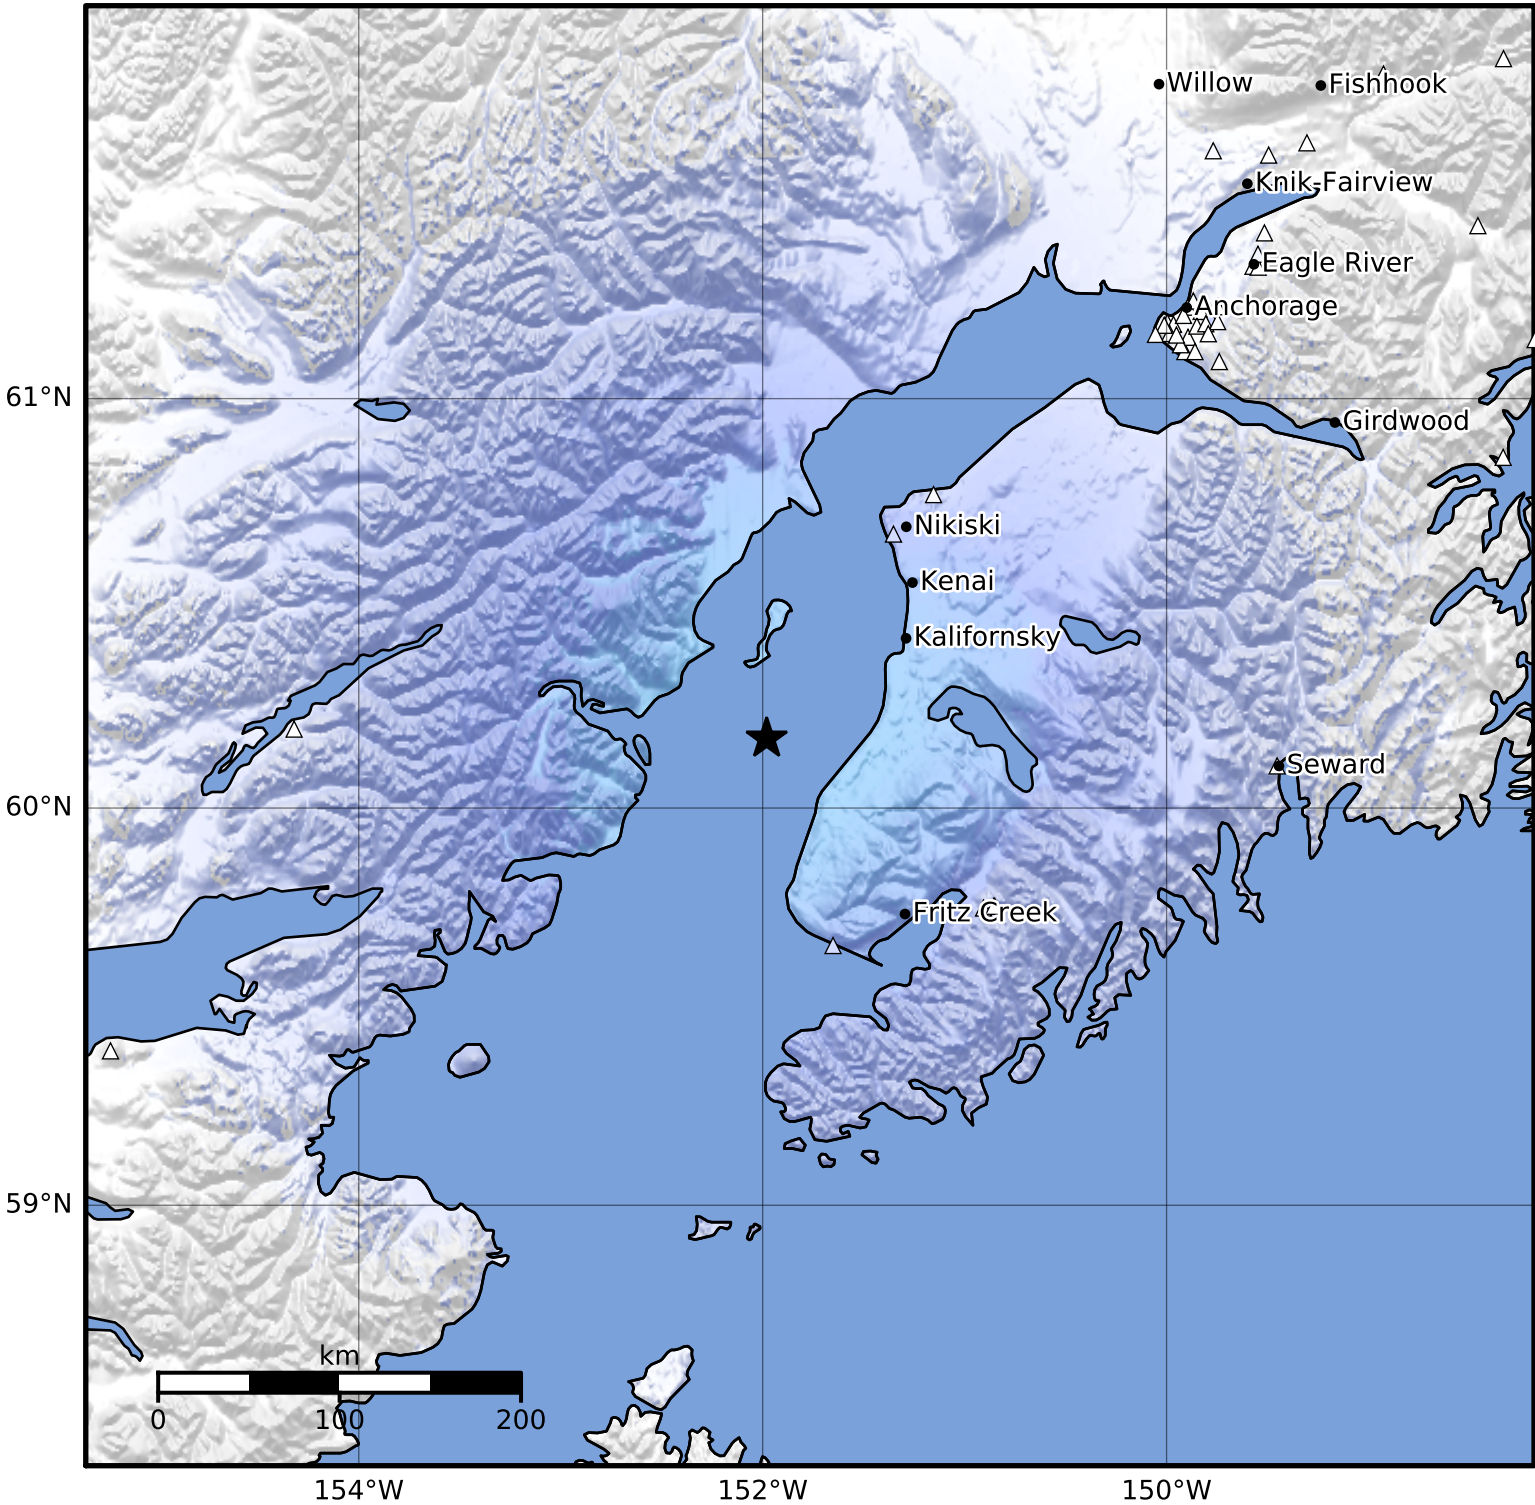 Willow
Fishhook
Knik-Fairview
Eagle River
Anchorage
61°N
Girdwood
Nikiski
Kenai
Kalifornsky
Seward
60°N
Fritz Creek
59°N
km
0 100 200
154°W 152°W 150°W